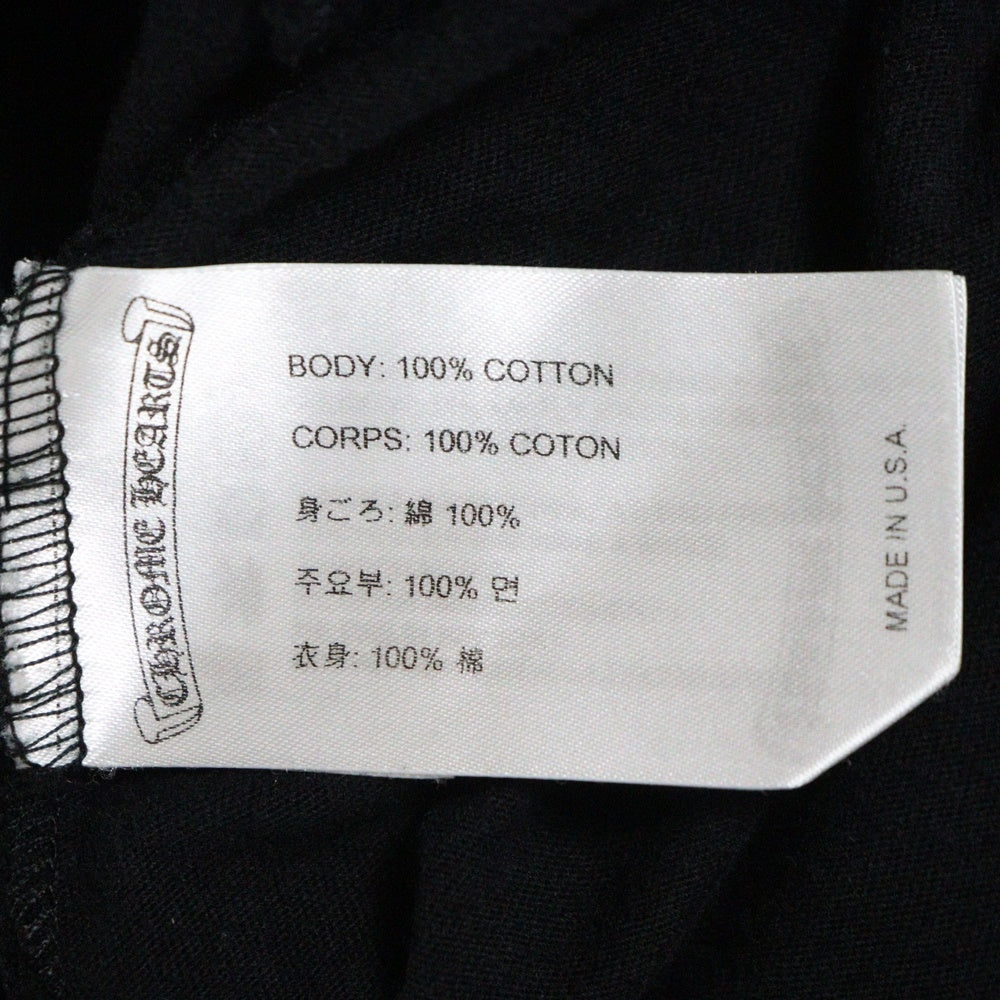 CHROME HEARTS
BODY: 100% COTTON
CORPS: 100% COTON
身ごろ: 綿 100%
주요부: 100% 면
衣身: 100% 棉
MADE IN U.S.A.